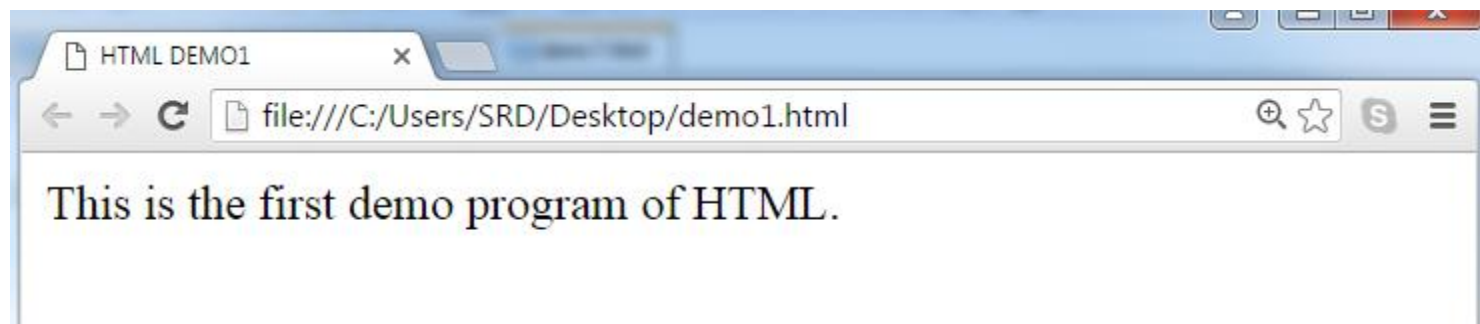 HTML DEMO1
file:///C:/Users/SRD/Desktop/demo1.html
This is the first demo program of HTML.